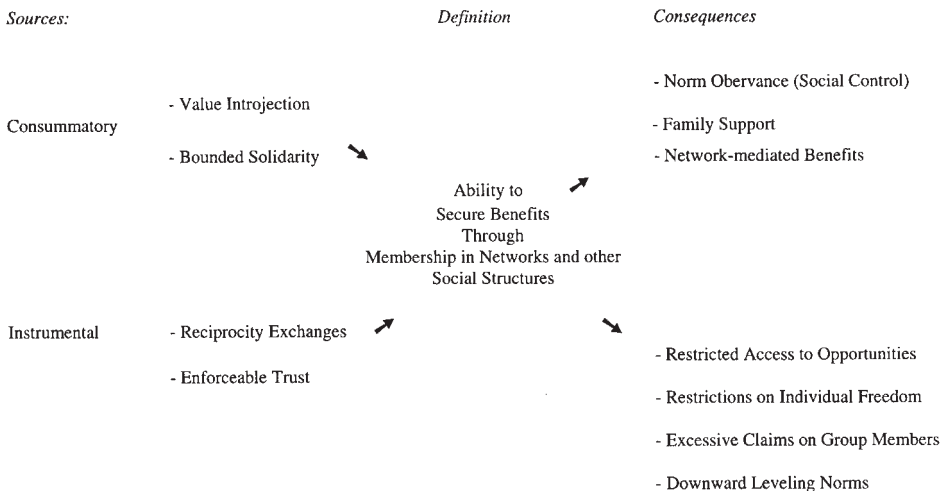 Sources:
Definition
Consequences
Consummatory
- Value Introjection
- Bounded Solidarity
Instrumental
- Reciprocity Exchanges
- Enforceable Trust
Ability to
Secure Benefits
Through
Membership in Networks and other
Social Structures
- Norm Obervance (Social Control)
- Family Support
- Network-mediated Benefits
- Restricted Access to Opportunities
- Restrictions on Individual Freedom
- Excessive Claims on Group Members
- Downward Leveling Norms